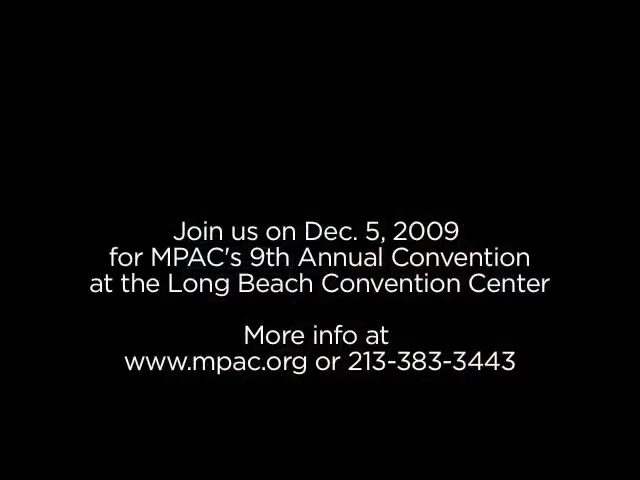 Join us on Dec. 5, 2009
for MPAC's 9th Annual Convention
at the Long Beach Convention Center
More info at
www.mpac.org or 213-383-3443